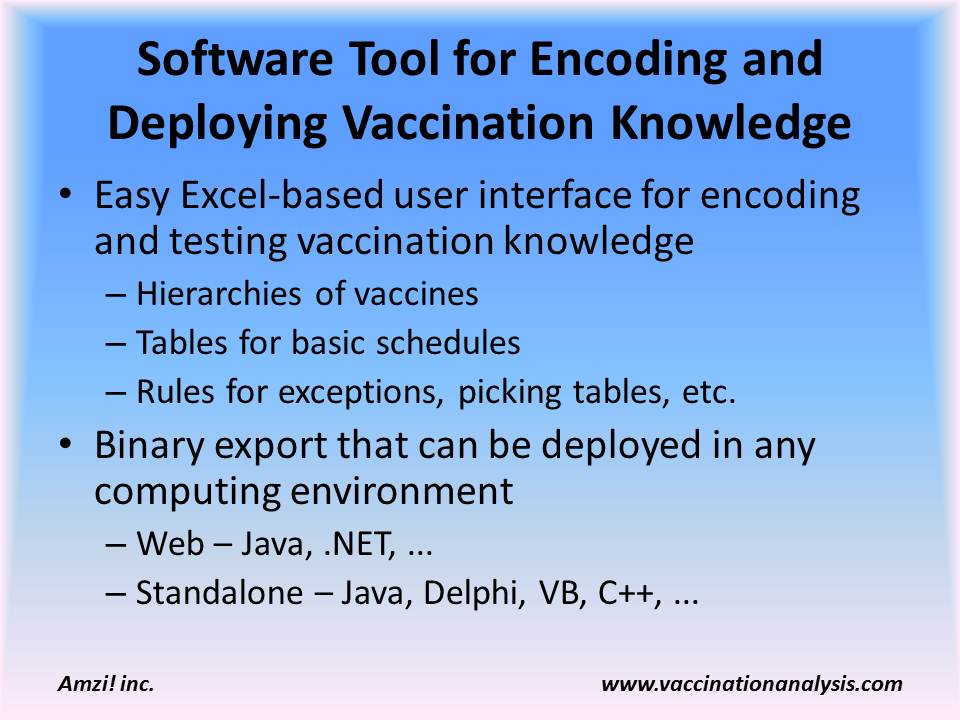 Software Tool for Encoding and
Deploying Vaccination Knowledge
• Easy Excel-based user interface for encoding
and testing vaccination knowledge
– Hierarchies of vaccines
– Tables for basic schedules
– Rules for exceptions, picking tables, etc.
• Binary export that can be deployed in any
computing environment
– Web – Java, .NET, ...
– Standalone – Java, Delphi, VB, C++, ...
Amzi! inc. www.vaccinationanalysis.com